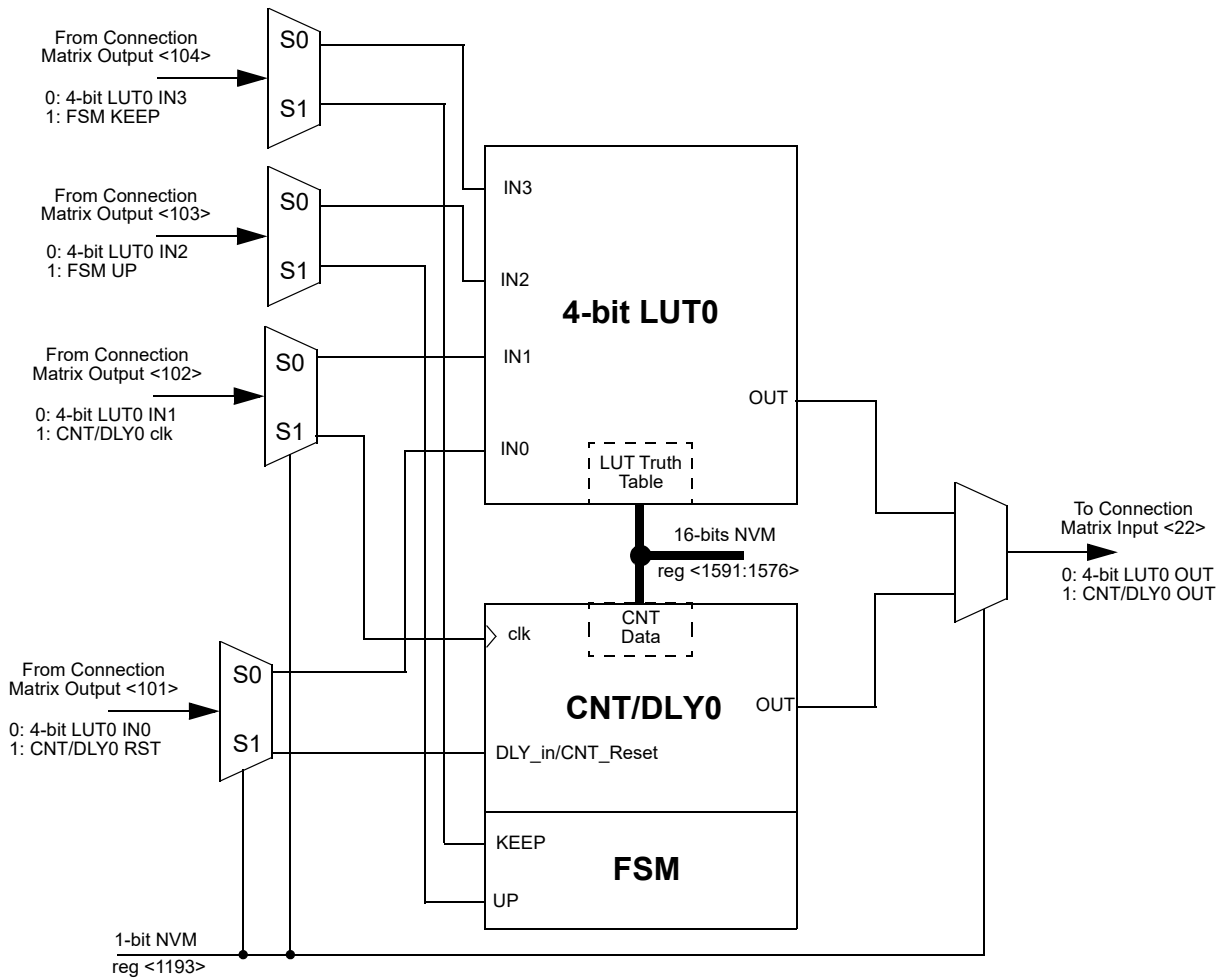 From Connection
Matrix Output <104>
0: 4-bit LUT0 IN3
1: FSM KEEP
S0
S1
From Connection
Matrix Output <103>
0: 4-bit LUT0 IN2
1: FSM UP
S0
S1
From Connection
Matrix Output <102>
0: 4-bit LUT0 IN1
1: CNT/DLY0 clk
S0
S1
From Connection
Matrix Output <101>
0: 4-bit LUT0 IN0
1: CNT/DLY0 RST
S0
S1
IN3
IN2
IN1
IN0
4-bit LUT0
OUT
LUT Truth
Table
16-bits NVM
reg <1591:1576>
CNT
Data
clk
CNT/DLY0
OUT
DLY_in/CNT_Reset
KEEP
UP
FSM
To Connection
Matrix Input <22>
0: 4-bit LUT0 OUT
1: CNT/DLY0 OUT
1-bit NVM
reg <1193>